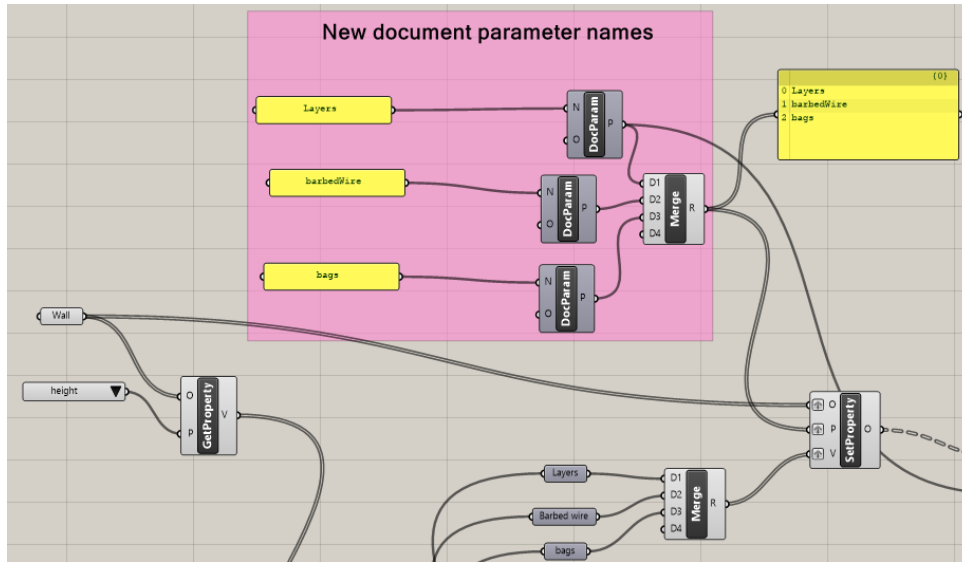 New document parameter names
{0}
0 Layers
1 barbedWire
2 bags
Layers
N
O
DocParam
P
barbedWire
N
O
DocParam
P
D1
D2
D3
D4
Merge
R
bags
N
O
DocParam
P
Wall
height
O
P
GetProperty
V
O
P
V
SetProperty
O
Layers
Barbed wire
bags
D1
D2
D3
D4
Merge
R